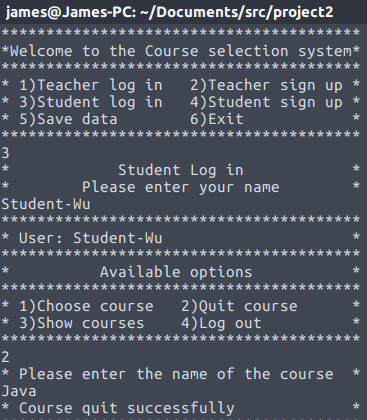 james@James-PC: ~/Documents/src/project2
****************************************
*Welcome to the Course selection system*
****************************************
* 1)Teacher log in   2)Teacher sign up *
* 3)Student log in   4)Student sign up *
* 5)Save data        6)Exit            *
****************************************
3
*            Student Log in            *
*        Please enter your name        *
Student-Wu
****************************************
* User: Student-Wu                     *
****************************************
*          Available options           *
****************************************
* 1)Choose course   2)Quit course      *
* 3)Show courses    4)Log out          *
****************************************
2
* Please enter the name of the course  *
Java
* Course quit successfully             *